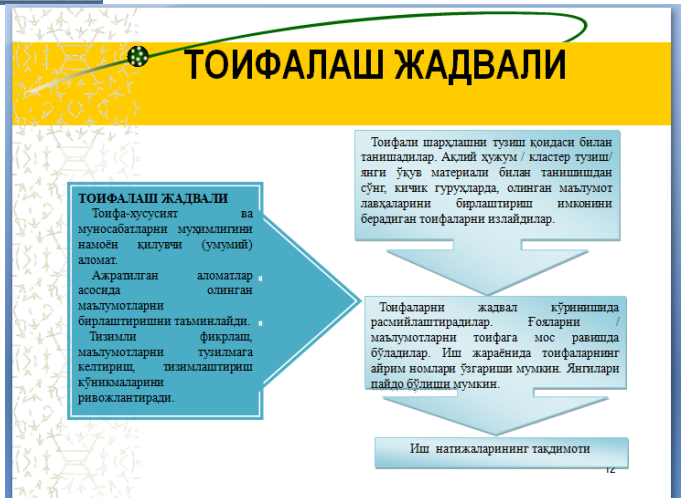 ТОИФАЛАШ ЖАДВАЛИ
ТОИФАЛАШ ЖАДВАЛИ
Тоифа-хусусият ва
муносабатларни муҳимлигини
намоён қилувчи (умумий)
аломат.
Ажратилган аломатлар
асосида олинган
маълумотларни
бирлаштиришни таъминлайди.
Тизимли фикрлаш,
маълумотларни тузилмага
келтириш, тизимлаштириш
кўникмаларини
ривожлантиради.
Тоифали шарҳлашни тузиш қоидаси билан
танишадилар. Ақлий ҳужум / кластер тузиш/
янги ўқув материали билан танишишдан
сўнг, кичик гуруҳларда, олинган маълумот
лавҳаларини бирлаштириш имконини
берадиган тоифаларни излайдилар.
Тоифаларни жадвал кўринишида
расмийлаштирадилар. Ғояларни /
маълумотларни тоифага мос равишда
бўладилар. Иш жараёнида тоифаларнинг
айрим номлари ўзгариши мумкин. Янгилари
пайдо бўлиши мумкин.
Иш натижаларининг тақдимоти
12